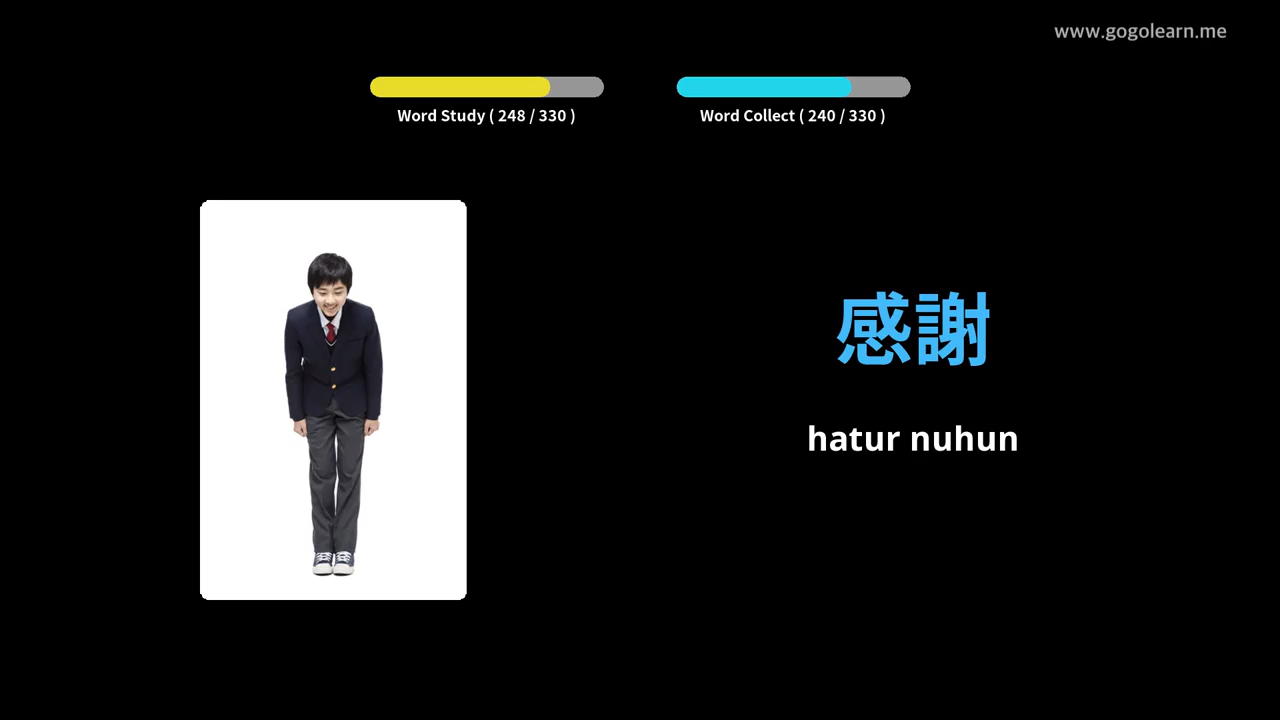 www.gogolearn.me
Word Study ( 248 / 330 )
Word Collect ( 240 / 330 )
感謝
hatur nuhun